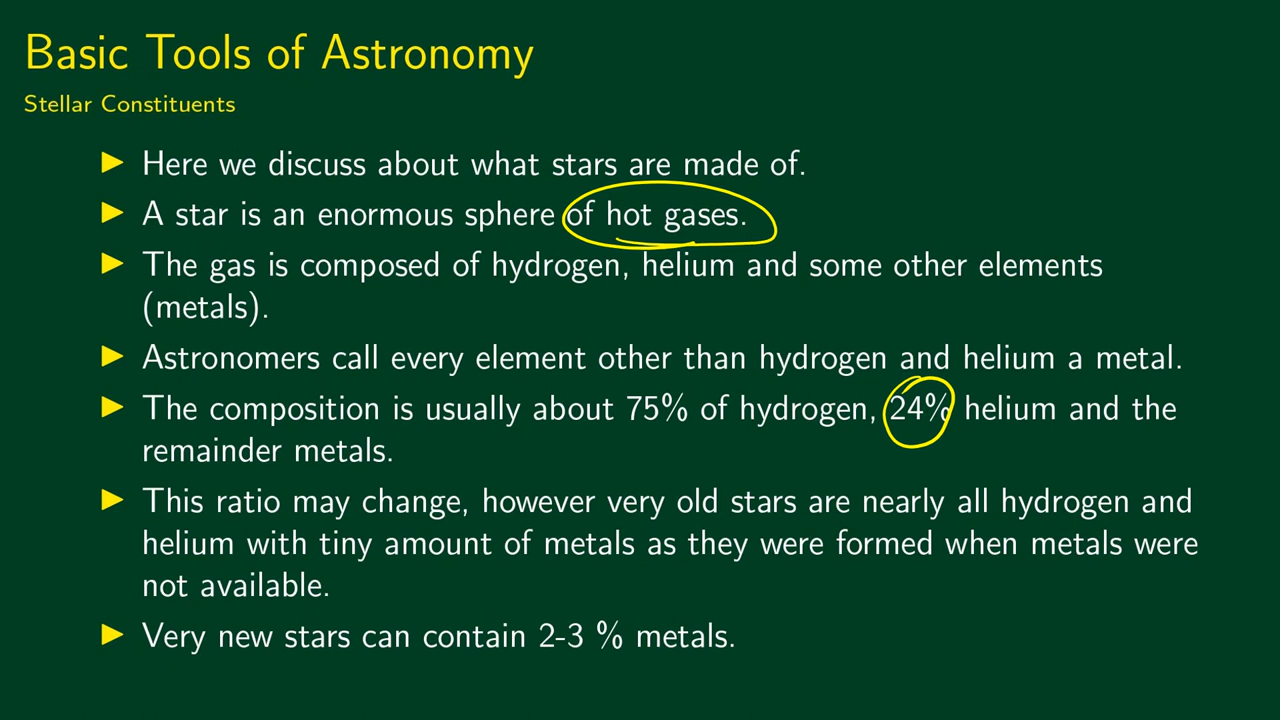 Basic Tools of Astronomy
Stellar Constituents
▶ Here we discuss about what stars are made of.
▶ A star is an enormous sphere of hot gases.
▶ The gas is composed of hydrogen, helium and some other elements
(metals).
▶ Astronomers call every element other than hydrogen and helium a metal.
▶ The composition is usually about 75% of hydrogen, 24% helium and the
remainder metals.
▶ This ratio may change, however very old stars are nearly all hydrogen and
helium with tiny amount of metals as they were formed when metals were
not available.
▶ Very new stars can contain 2-3 % metals.